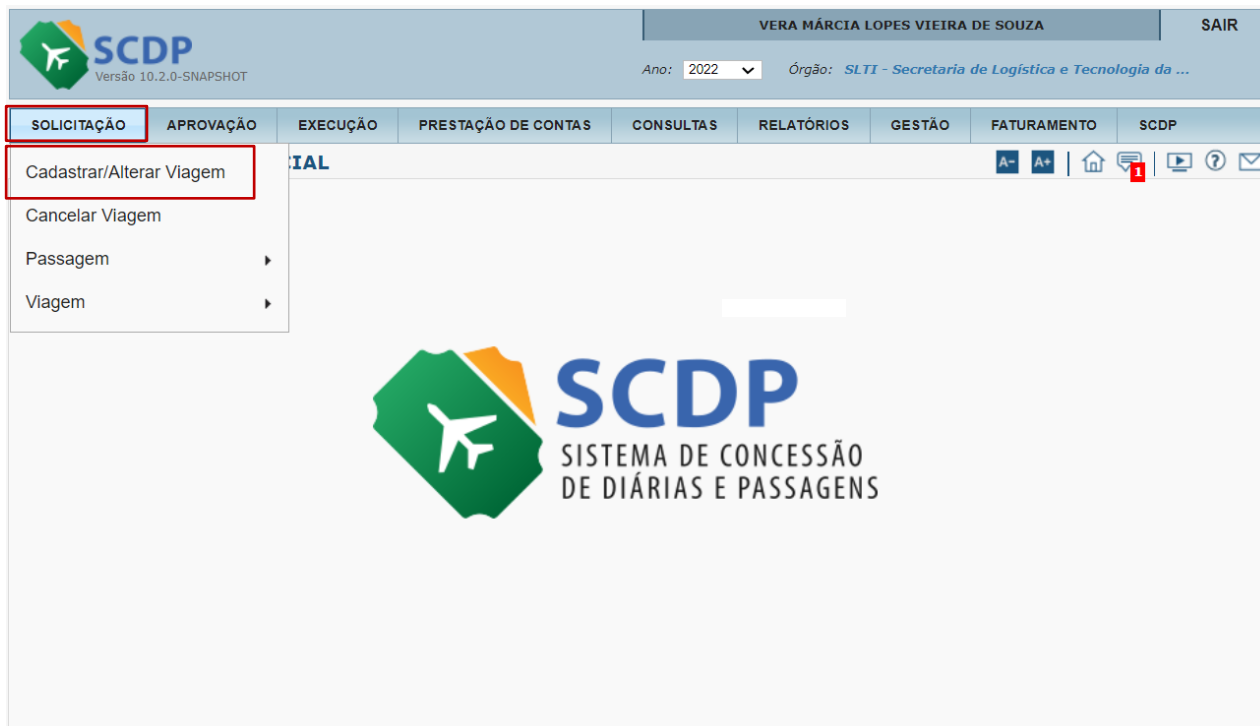 VERA MÁRCIA LOPES VIEIRA DE SOUZA
SAIR
SCDP
Versão 10.2.0-SNAPSHOT
Ano: 2022
Órgão: SLTI - Secretaria de Logística e Tecnologia da ...
SOLICITAÇÃO APROVAÇÃO EXECUÇÃO PRESTAÇÃO DE CONTAS CONSULTAS RELATÓRIOS GESTÃO FATURAMENTO SCDP
CIAL
A- A+ 1 ?
Cadastrar/Alterar Viagem
Cancelar Viagem
Passagem
Viagem
SCDP
SISTEMA DE CONCESSÃO
DE DIÁRIAS E PASSAGENS